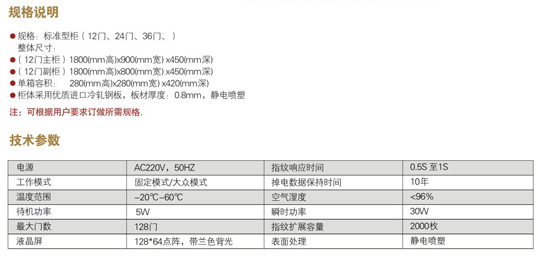 规格说明
●规格：标准型柜（12门、24门、36门、）
整体尺寸：
●（12门主柜）1800(mm高)x900(mm宽) x450(mm深)
●（12门副柜）1800(mm高)x800(mm宽) x450(mm深)
●单箱容积： 280(mm高)x280(mm宽) x420(mm深)
●柜体采用优质进口冷轧钢板，板材厚度：0.8mm，静电喷塑
注：可根据用户要求订做所需规格.
技术参数
电源 AC220V，50HZ 指纹响应时间 0.5S 至1S
工作模式 固定模式/大众模式 掉电数据保持时间 10年
温度范围 -20℃-60℃ 空气湿度 <96%
待机功率 5W 瞬时功率 30W
最大门数 128门 指纹扩展容量 2000枚
液晶屏 128*64点阵，带兰色背光 表面处理 静电喷塑